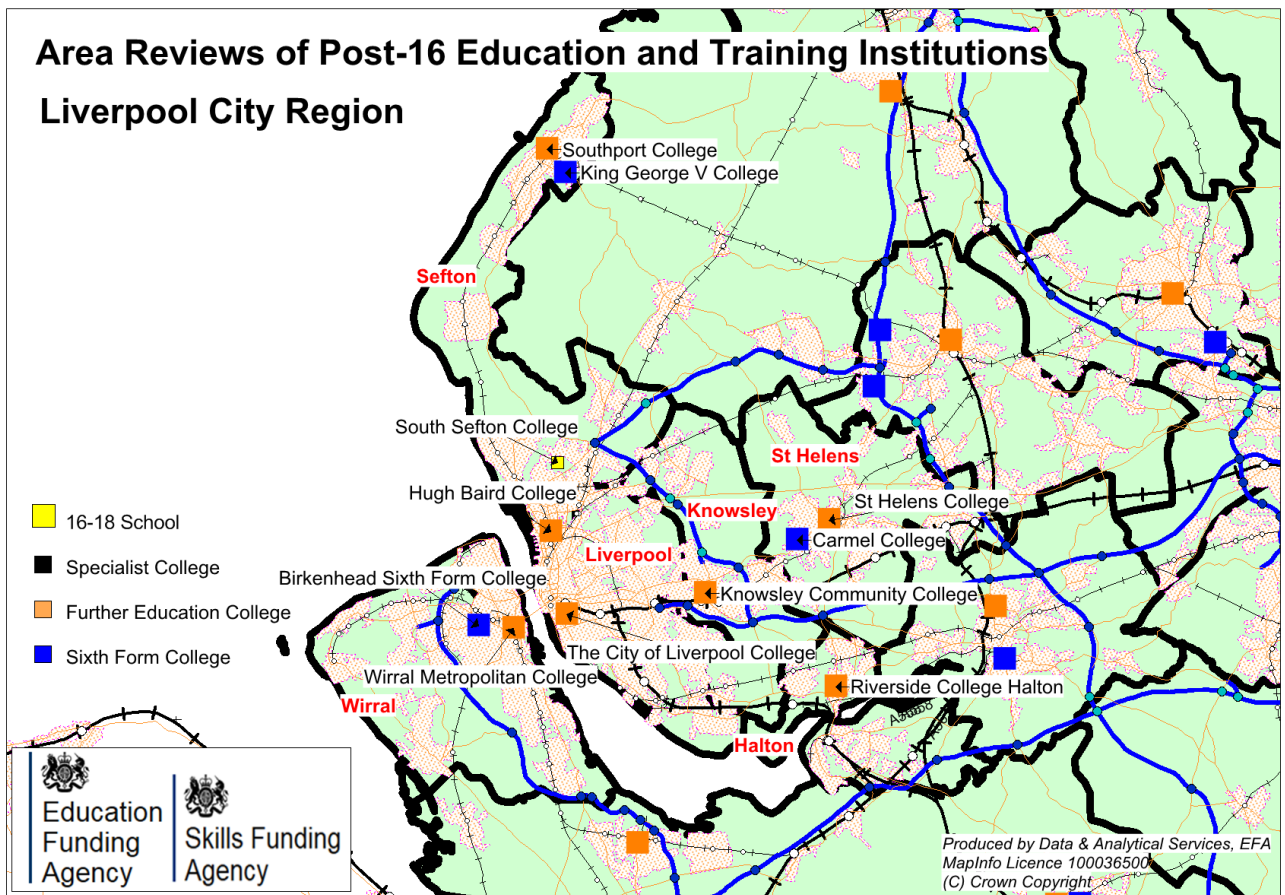 Area Reviews of Post-16 Education and Training Institutions
Liverpool City Region
Southport College
King George V College
Sefton
South Sefton College
St Helens
Hugh Baird College
St Helens College
Knowsley
Carmel College
Liverpool
Birkenhead Sixth Form College
Knowsley Community College
The City of Liverpool College
Wirral Metropolitan College
Riverside College Halton
Wirral
Halton
16-18 School
Specialist College
Further Education College
Sixth Form College
Education
Funding
Agency
Skills Funding
Agency
Produced by Data & Analytical Services, EFA
MapInfo Licence 100036500
(C) Crown Copyright